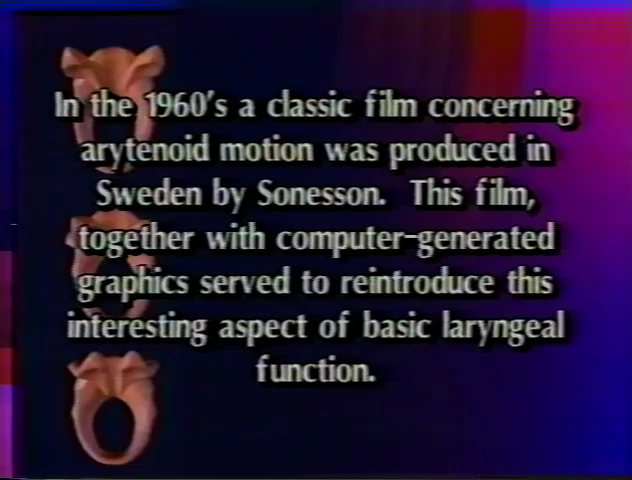 In the 1960's a classic film concerning
arytenoid motion was produced in
Sweden by Sonesson. This film,
together with computer-generated
graphics served to reintroduce this
interesting aspect of basic laryngeal
function.